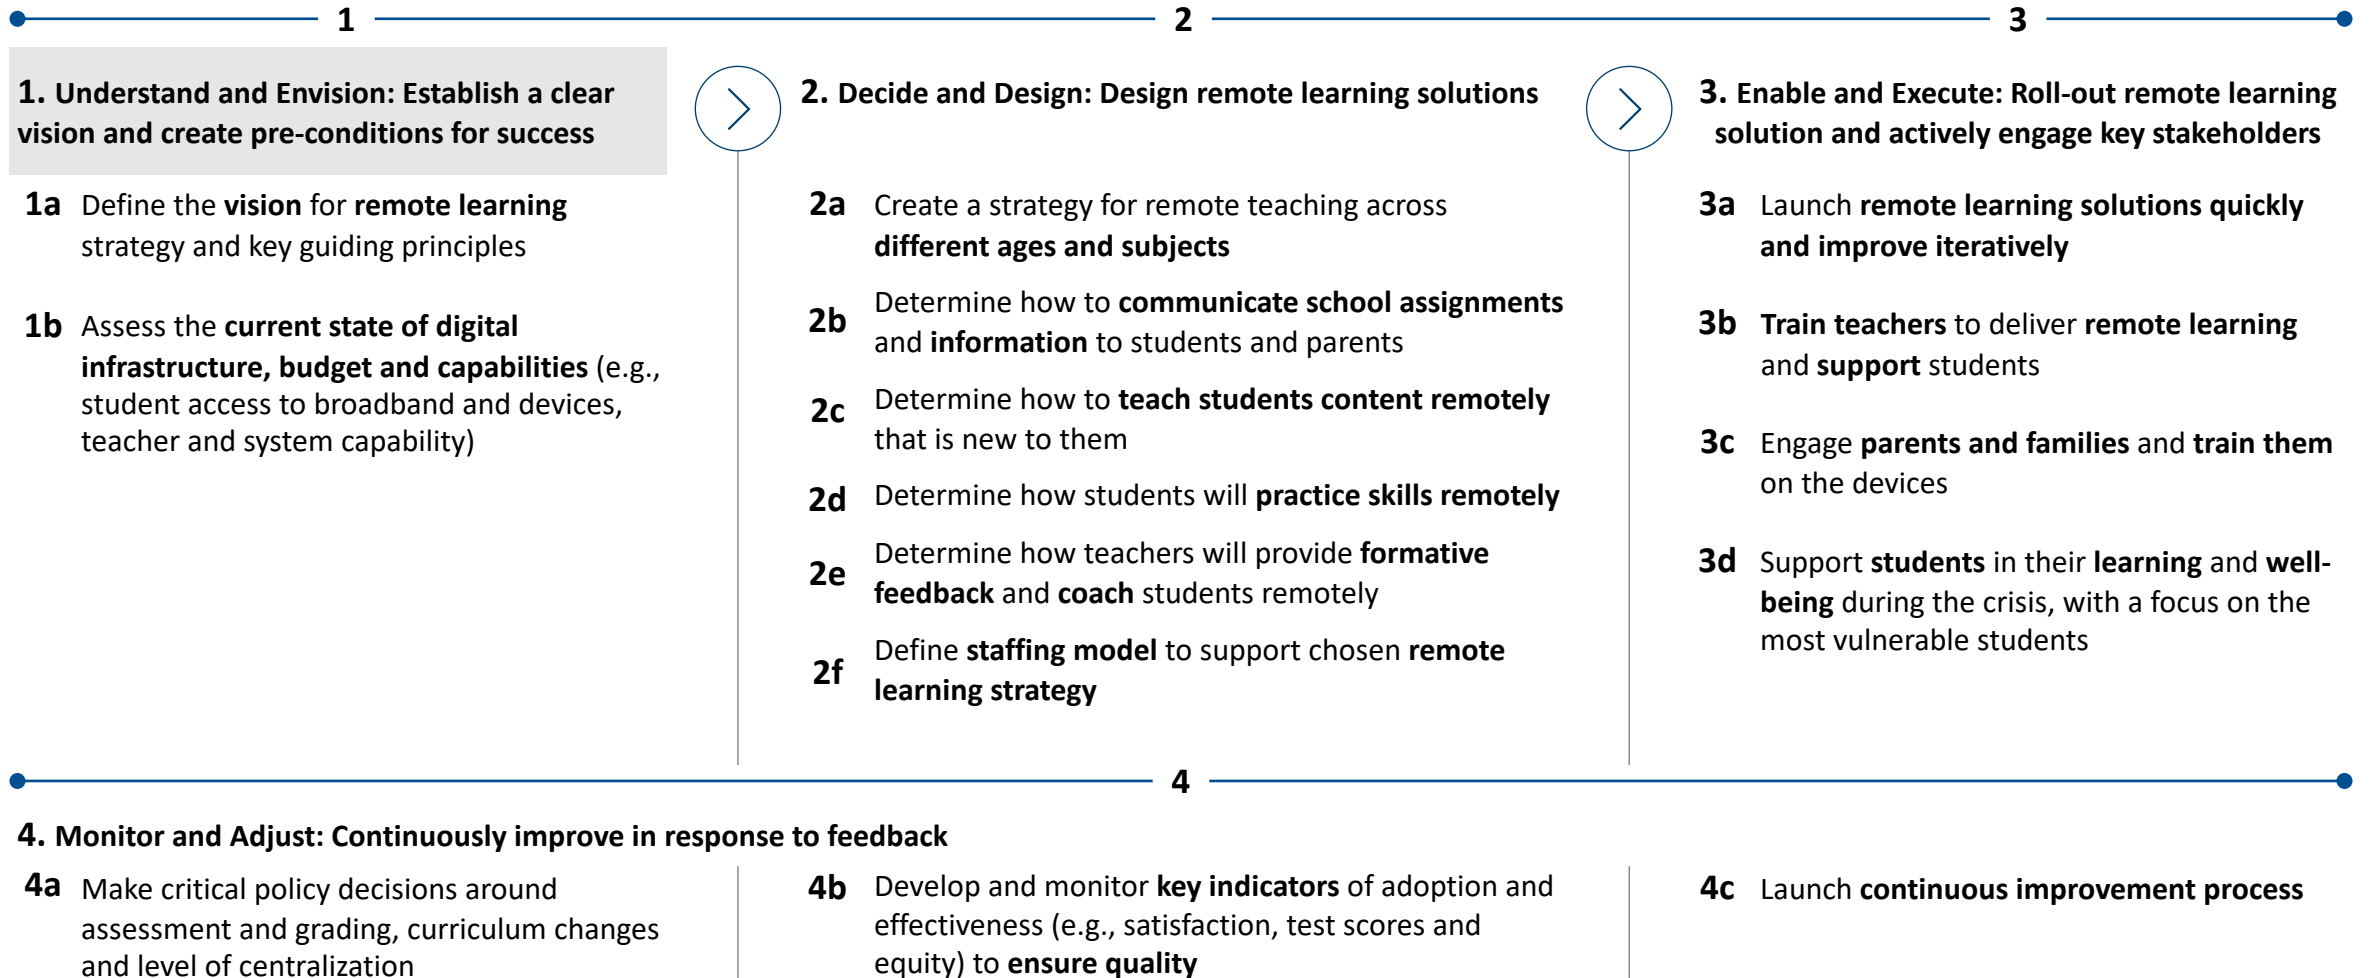 1
2
3
1. Understand and Envision: Establish a clear
vision and create pre-conditions for success
1a Define the vision for remote learning
strategy and key guiding principles
1b Assess the current state of digital
infrastructure, budget and capabilities (e.g.,
student access to broadband and devices,
teacher and system capability)
2. Decide and Design: Design remote learning solutions
2a Create a strategy for remote teaching across
different ages and subjects
2b Determine how to communicate school assignments
and information to students and parents
2c Determine how to teach students content remotely
that is new to them
2d Determine how students will practice skills remotely
2e Determine how teachers will provide formative
feedback and coach students remotely
2f Define staffing model to support chosen remote
learning strategy
3. Enable and Execute: Roll-out remote learning
solution and actively engage key stakeholders
3a Launch remote learning solutions quickly
and improve iteratively
3b Train teachers to deliver remote learning
and support students
3c Engage parents and families and train them
on the devices
3d Support students in their learning and well-
being during the crisis, with a focus on the
most vulnerable students
4
4. Monitor and Adjust: Continuously improve in response to feedback
4a Make critical policy decisions around
assessment and grading, curriculum changes
and level of centralization
4b Develop and monitor key indicators of adoption and
effectiveness (e.g., satisfaction, test scores and
equity) to ensure quality
4c Launch continuous improvement process